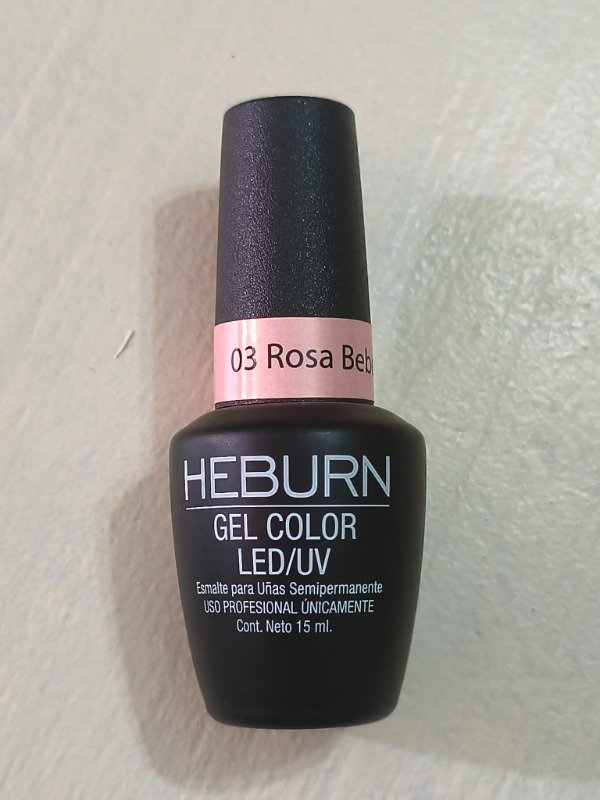 03 Rosa Beb
HEBURN
GEL COLOR
LED/UV
Esmalte para Uñas Semipermanente
USO PROFESIONAL ÚNICAMENTE
Cont. Neto 15 ml.